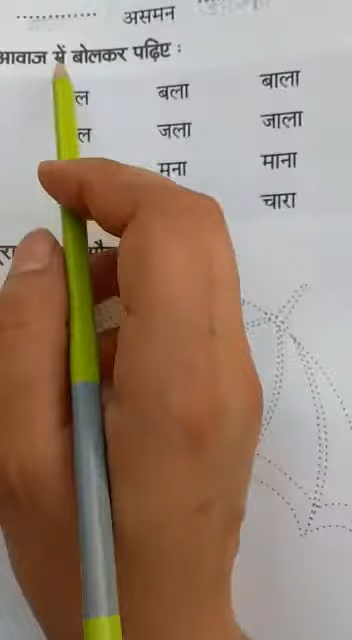 ............... असमन
आवाज में बोलकर पढ़िए :
ल बला बाला
ल जला जाला
मना माना
चारा